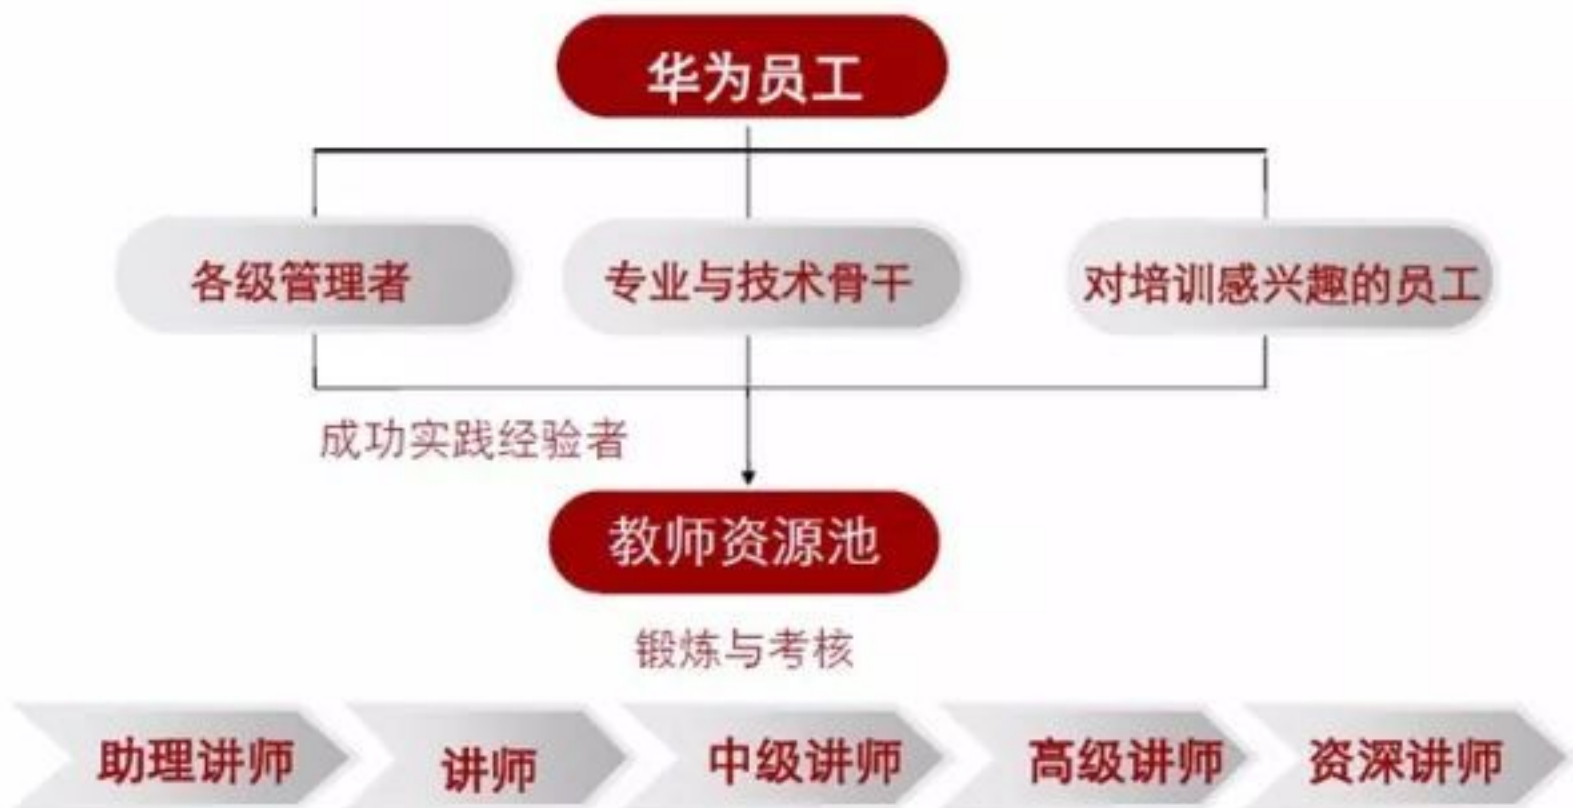 华为员工
各级管理者
专业与技术骨干
对培训感兴趣的员工
成功实践经验者
教师资源池
锻炼与考核
助理讲师
讲师
中级讲师
高级讲师
资深讲师